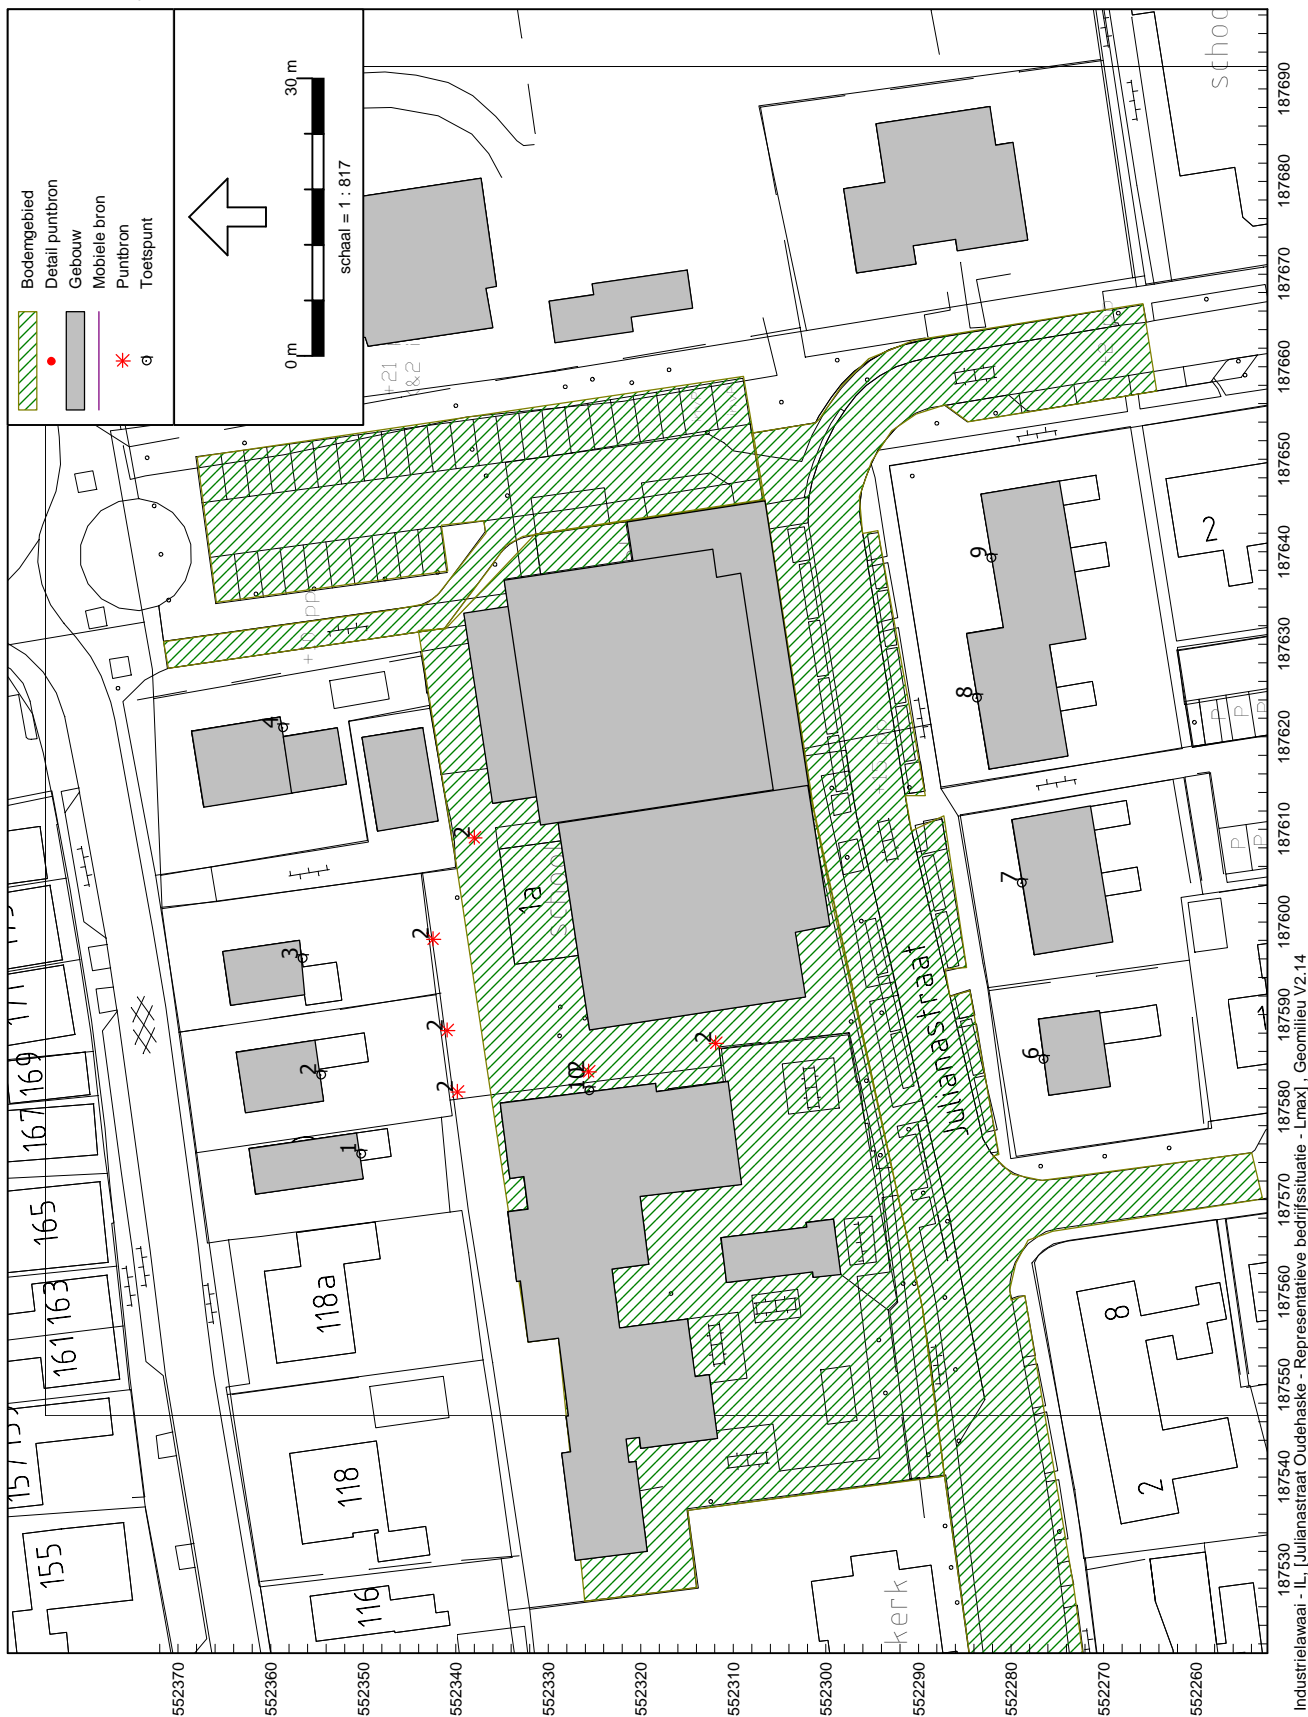 Bodemgebied
Detail puntbron
Gebouw
Mobiele bron
Puntbron
Toetspunt
0 m
30 m
schaal = 1 : 817
155
161
163
165
167
169
171
116
118
118a
1
2
3
4
2
2
2
2
2
2
10
1a
School
+21
kerk
Julianastraat
6
7
8
9
2
8
2
P
P
P
P
P
schoo
552370
552360
552350
552340
552330
552320
552310
552300
552290
552280
552270
552260
187530
187540
187550
187560
187570
187580
187590
187600
187610
187620
187630
187640
187650
187660
187670
187680
187690
Industrielawaai - IL, [Julianastraat Oudehaske - Representatieve bedrijfssituatie - Lmax] , Geomilieu V2.14